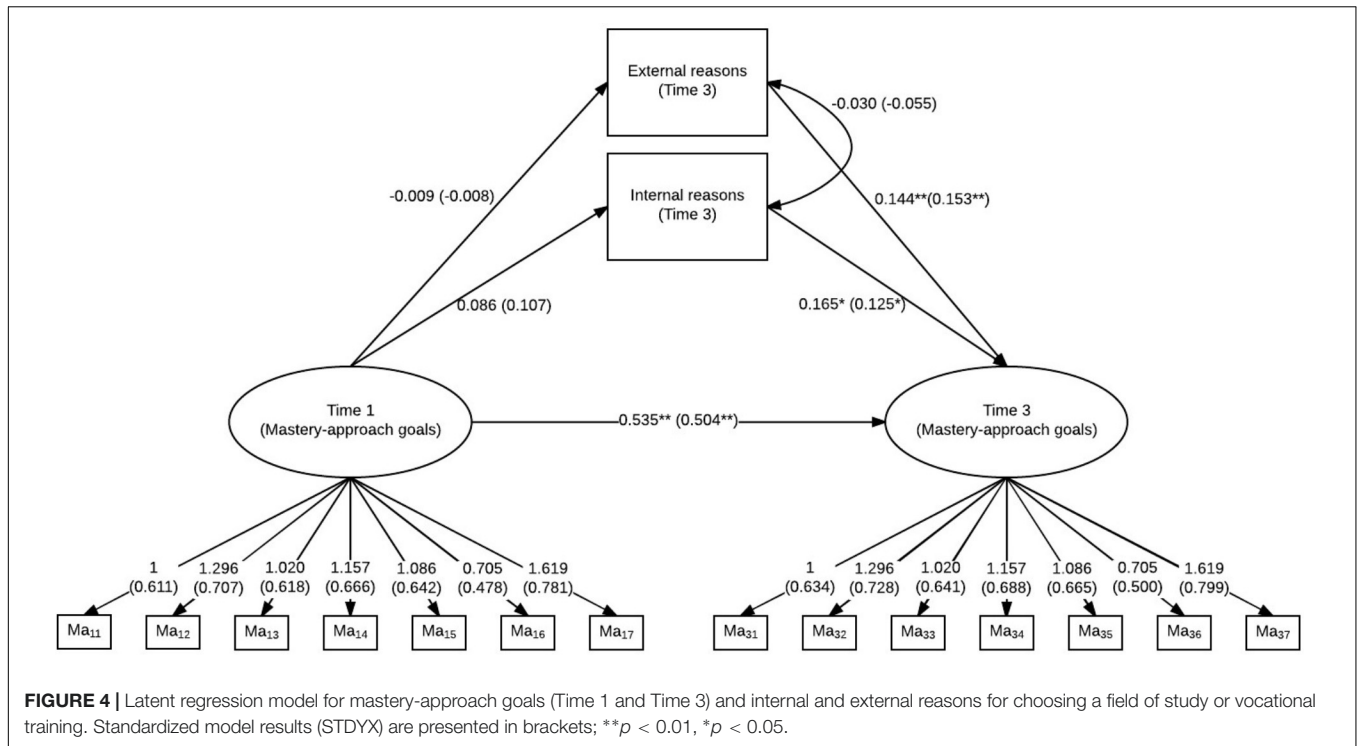 External reasons
(Time 3)
-0.030 (-0.055)
Internal reasons
(Time 3)
-0.009 (-0.008)
0.144**(0.153**)
0.086 (0.107)
0.165* (0.125*)
Time 1
(Mastery-approach goals)
0.535** (0.504**)
Time 3
(Mastery-approach goals)
1 1.296 1.020 1.157 1.086 0.705 1.619
(0.611) (0.707) (0.618) (0.666) (0.642) (0.478) (0.781)
1 1.296 1.020 1.157 1.086 0.705 1.619
(0.634) (0.728) (0.641) (0.688) (0.665) (0.500) (0.799)
Ma₁₁ Ma₁₂ Ma₁₃ Ma₁₄ Ma₁₅ Ma₁₆ Ma₁₇
Ma₃₁ Ma₃₂ Ma₃₃ Ma₃₄ Ma₃₅ Ma₃₆ Ma₃₇
FIGURE 4 | Latent regression model for mastery-approach goals (Time 1 and Time 3) and internal and external reasons for choosing a field of study or vocational
training. Standardized model results (STDYX) are presented in brackets; **p < 0.01, *p < 0.05.